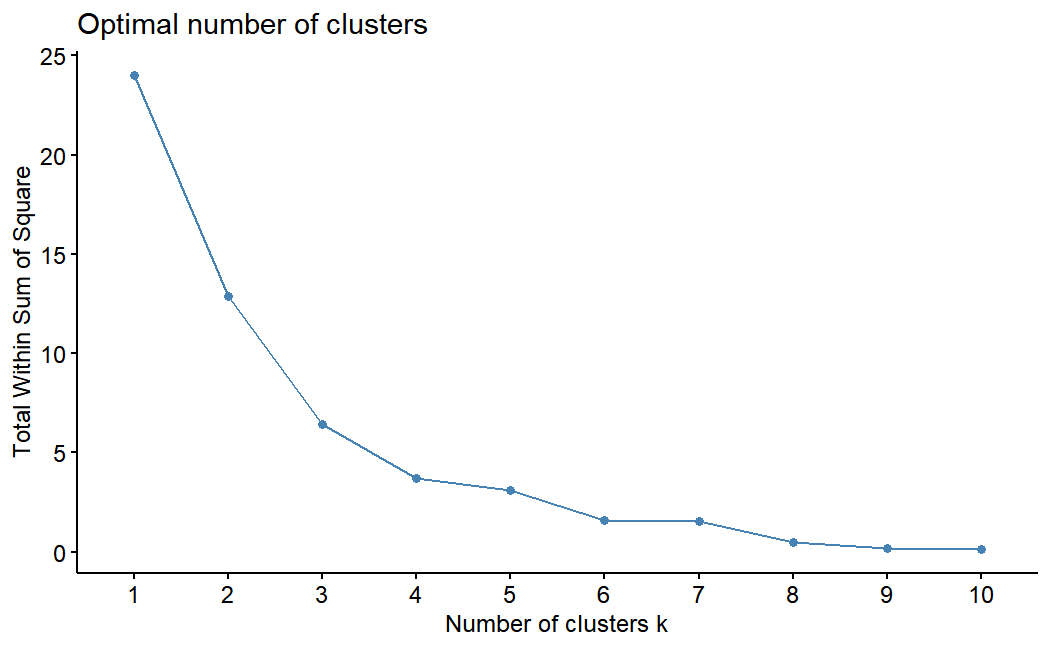 Optimal number of clusters
25
20
15
10
5
0
Total Within Sum of Square
1 2 3 4 5 6 7 8 9 10
Number of clusters k